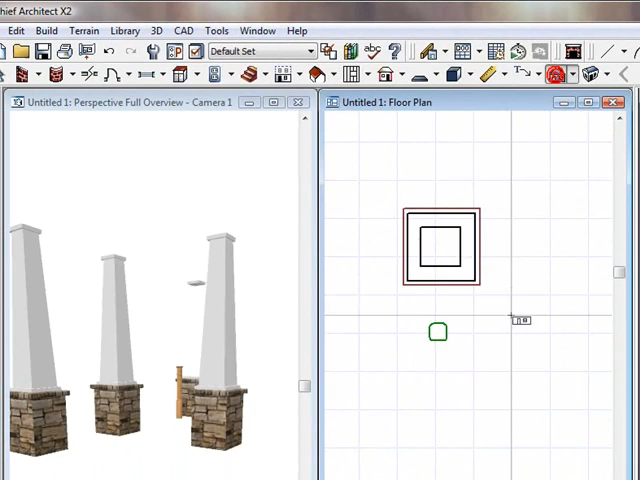 hief Architect X2
Edit Build Terrain Library 3D CAD Tools Window Help
Default Set
Untitled 1: Perspective Full Overview - Camera 1
Untitled 1: Floor Plan